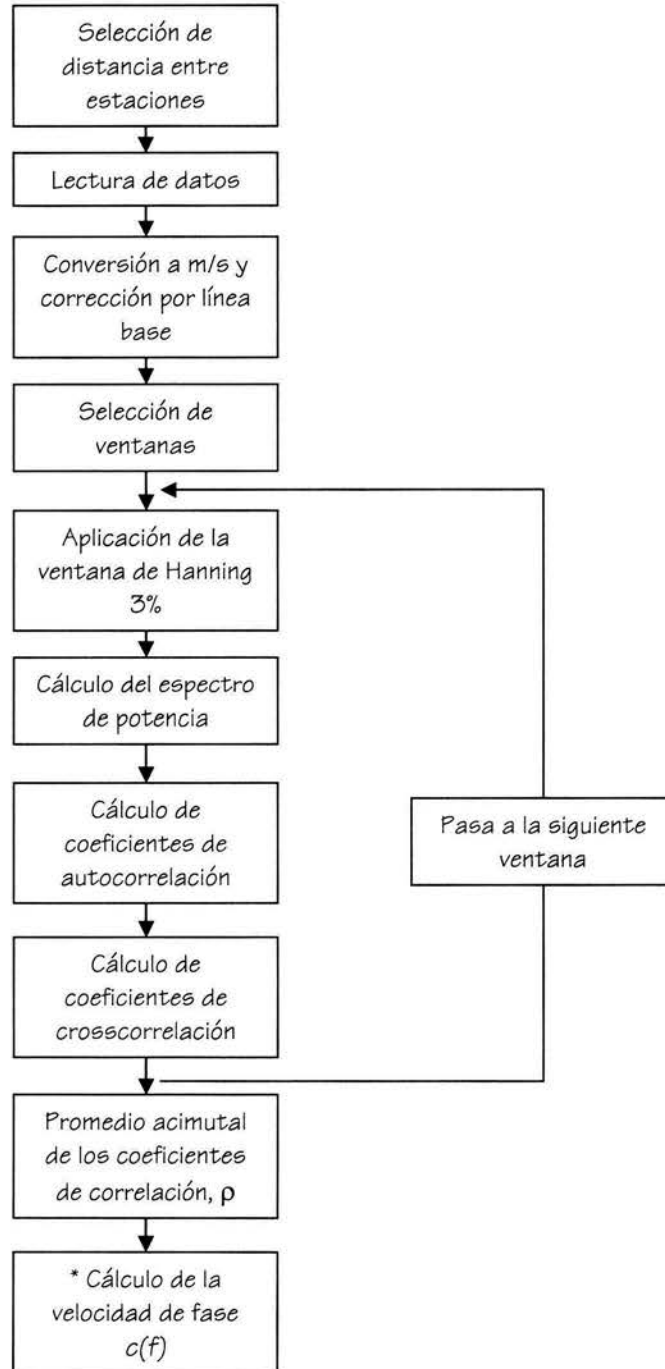 Selección de
distancia entre
estaciones
Lectura de datos
Conversión a m/s y
corrección por línea
base
Selección de
ventanas
Aplicación de la
ventana de Hanning
3%
Cálculo del espectro
de potencia
Cálculo de
coeficientes de
autocorrelación
Pasa a la siguiente
ventana
Cálculo de
coeficientes de
crosscorrelación
Promedio acimutal
de los coeficientes
de correlación, ρ
* Cálculo de la
velocidad de fase
c(f)